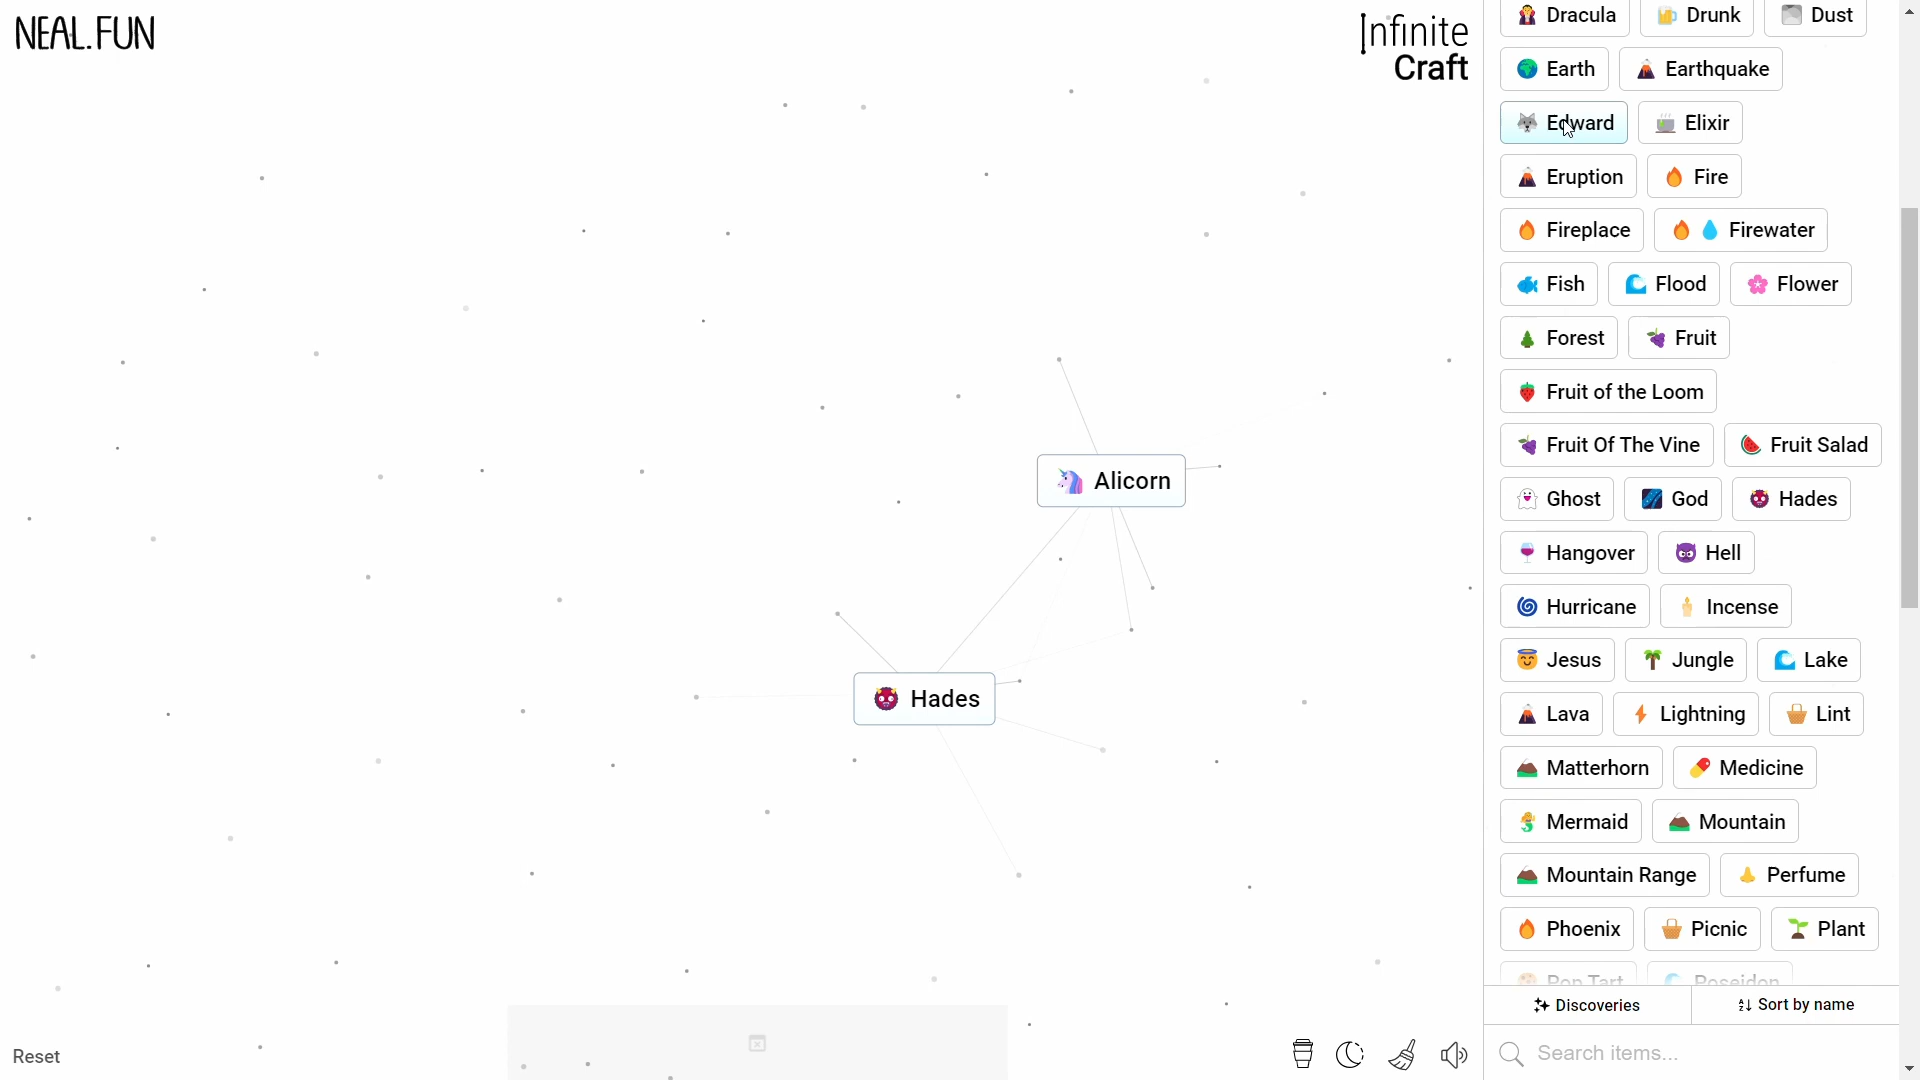 NEAL.FUN
Infinite
Craft
Alicorn
Hades
Reset
Dracula Drunk Dust
Earth Earthquake
Edward Elixir
Eruption Fire
Fireplace Firewater
Fish Flood Flower
Forest Fruit
Fruit of the Loom
Fruit Of The Vine Fruit Salad
Ghost God Hades
Hangover Hell
Hurricane Incense
Jesus Jungle Lake
Lava Lightning Lint
Matterhorn Medicine
Mermaid Mountain
Mountain Range Perfume
Phoenix Picnic Plant
Pop Tart Poseidon
Discoveries Sort by name
Search items...